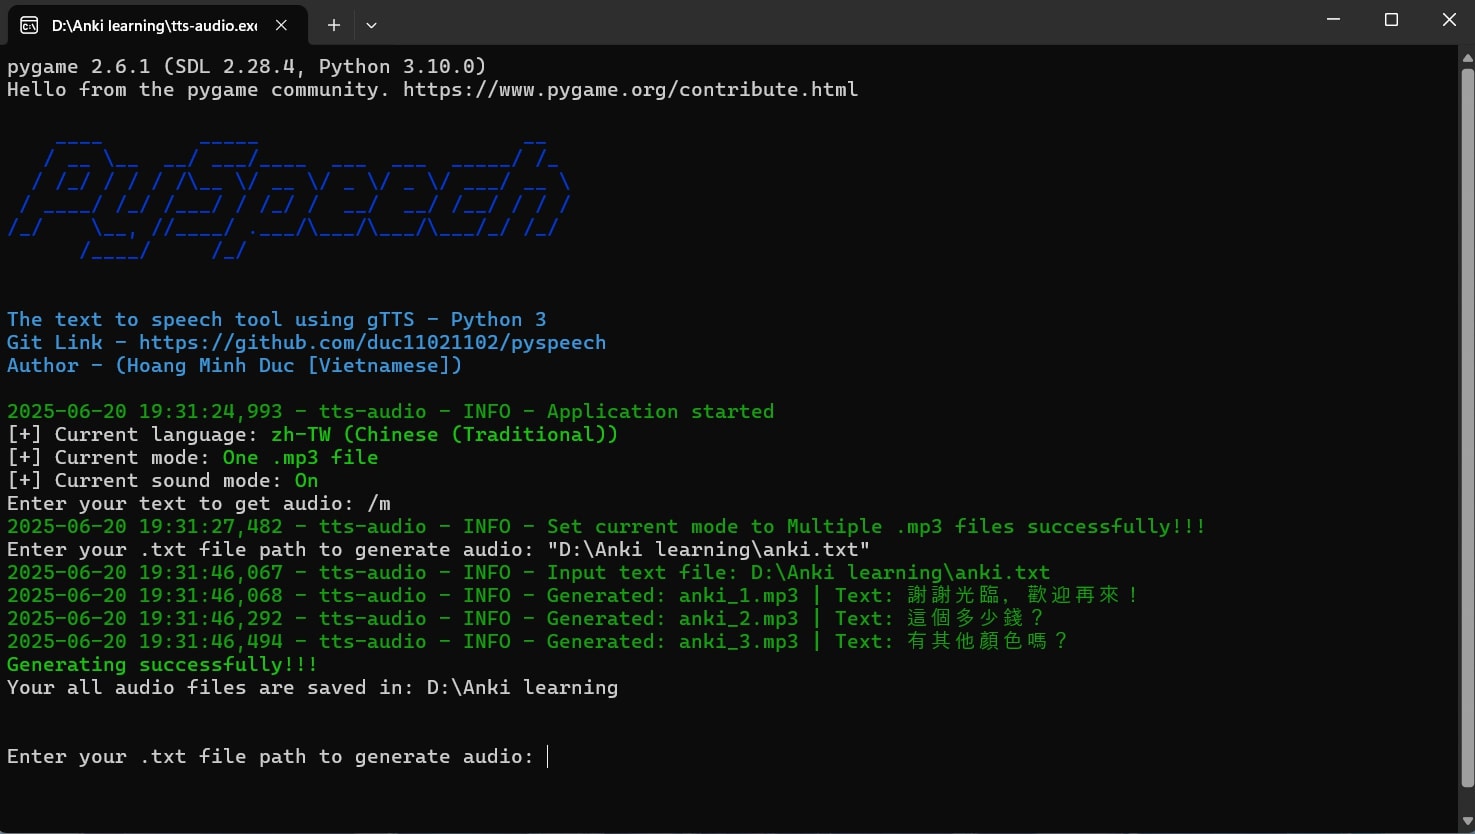 D:\Anki learning\tts-audio.exe
pygame 2.6.1 (SDL 2.28.4, Python 3.10.0)
Hello from the pygame community. https://www.pygame.org/contribute.html
PySpeech
The text to speech tool using gTTS - Python 3
Git Link - https://github.com/duc11021102/pyspeech
Author - (Hoang Minh Duc [Vietnamese])
2025-06-20 19:31:24,993 - tts-audio - INFO - Application started
[+] Current language: zh-TW (Chinese (Traditional))
[+] Current mode: One .mp3 file
[+] Current sound mode: On
Enter your text to get audio: /m
2025-06-20 19:31:27,482 - tts-audio - INFO - Set current mode to Multiple .mp3 files successfully!!!
Enter your .txt file path to generate audio: "D:\Anki learning\anki.txt"
2025-06-20 19:31:46,067 - tts-audio - INFO - Input text file: D:\Anki learning\anki.txt
2025-06-20 19:31:46,068 - tts-audio - INFO - Generated: anki_1.mp3 | Text: 謝謝光臨，歡迎再來！
2025-06-20 19:31:46,292 - tts-audio - INFO - Generated: anki_2.mp3 | Text: 這個多少錢？
2025-06-20 19:31:46,494 - tts-audio - INFO - Generated: anki_3.mp3 | Text: 有其他顏色嗎？
Generating successfully!!!
Your all audio files are saved in: D:\Anki learning
Enter your .txt file path to generate audio: